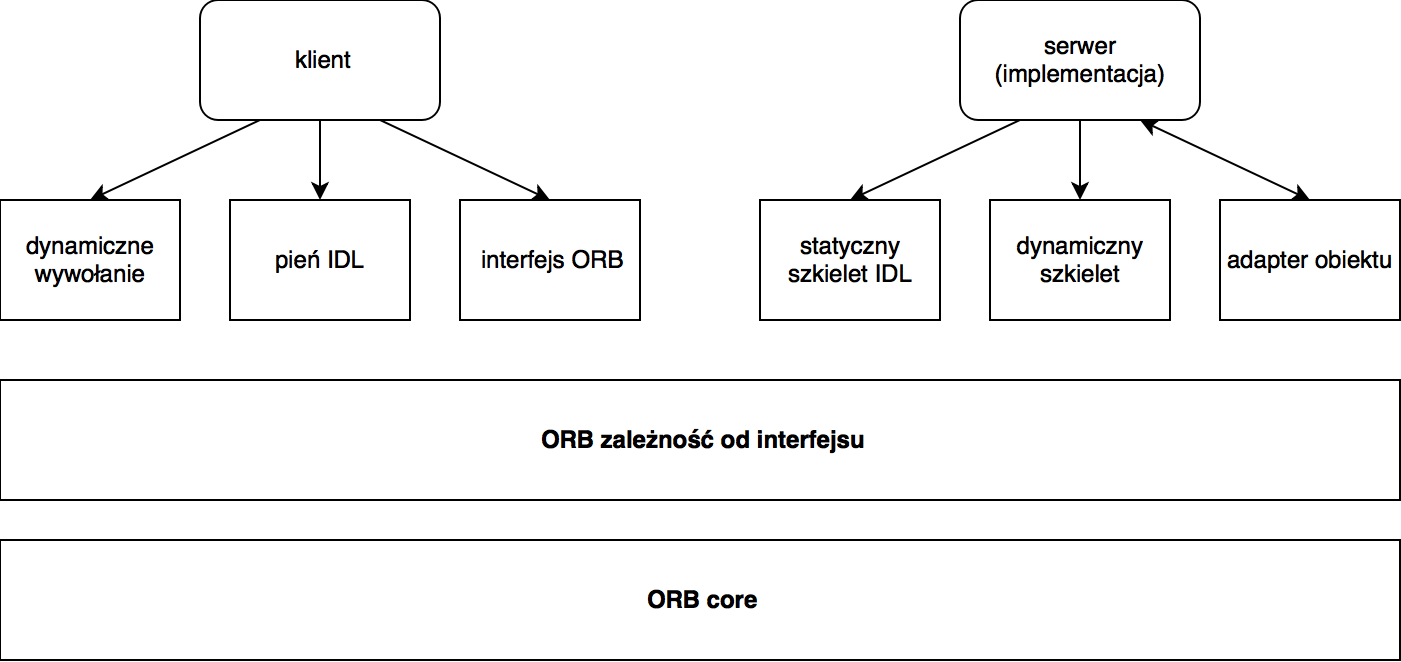 klient
serwer
(implementacja)
dynamiczne
wywołanie
pień IDL
interfejs ORB
statyczny
szkielet IDL
dynamiczny
szkielet
adapter obiektu
ORB zależność od interfejsu
ORB core